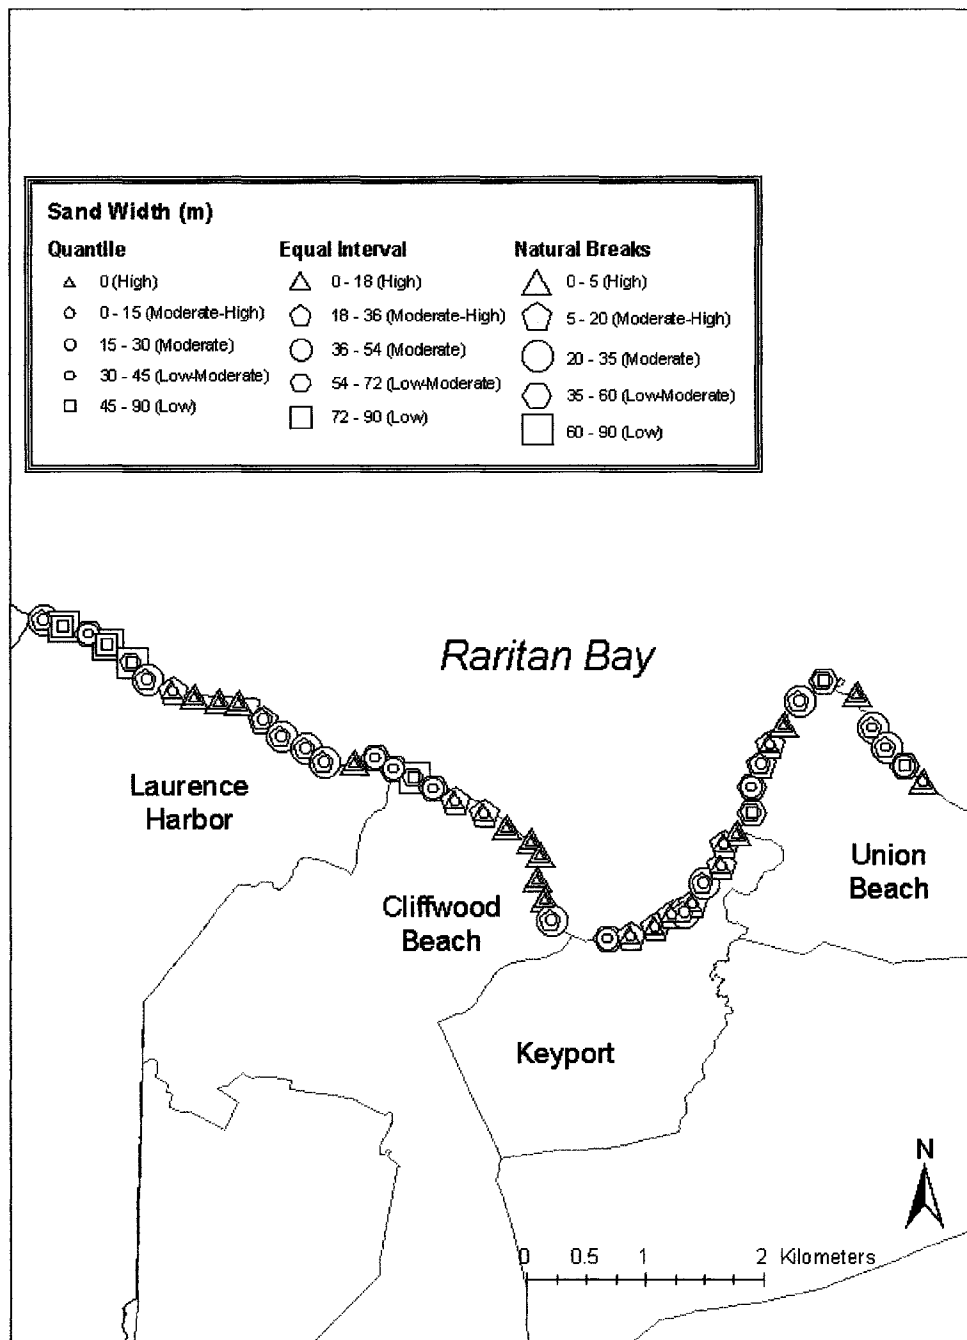 Sand Width (m)
Quantile
0 (High)
0 - 15 (Moderate-High)
15 - 30 (Moderate)
30 - 45 (Low-Moderate)
45 - 90 (Low)
Equal Interval
0 - 18 (High)
18 - 36 (Moderate-High)
36 - 54 (Moderate)
54 - 72 (Low-Moderate)
72 - 90 (Low)
Natural Breaks
0 - 5 (High)
5 - 20 (Moderate-High)
20 - 35 (Moderate)
35 - 60 (Low-Moderate)
60 - 90 (Low)
Raritan Bay
Laurence
Harbor
Cliffwood
Beach
Union
Beach
Keyport
N
0 0.5 1 2 Kilometers